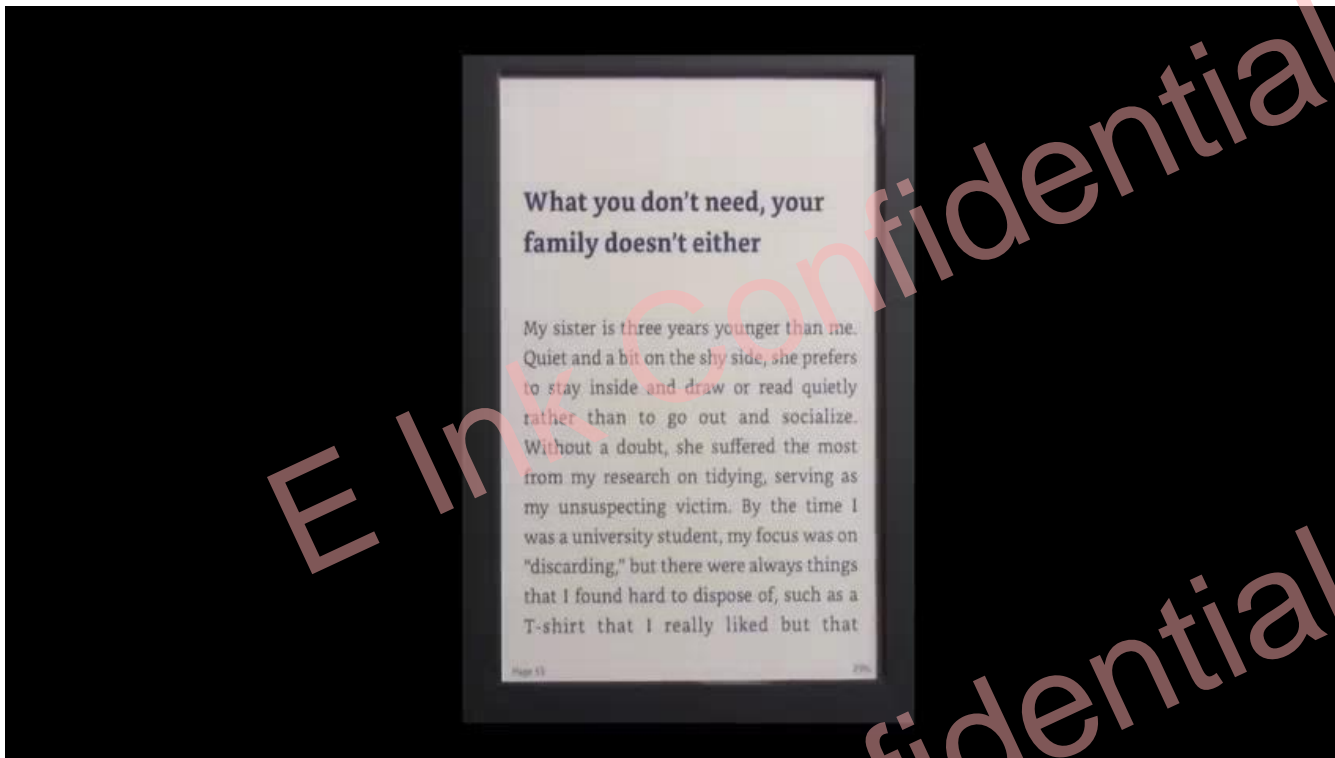 What you don't need, your
family doesn't either
My sister is three years younger than me.
Quiet and a bit on the shy side, she prefers
to stay inside and draw or read quietly
rather than to go out and socialize.
Without a doubt, she suffered the most
from my research on tidying, serving as
my unsuspecting victim. By the time I
was a university student, my focus was on
"discarding," but there were always things
that I found hard to dispose of, such as a
T-shirt that I really liked but that
Page
E Ink Confidential
fidential